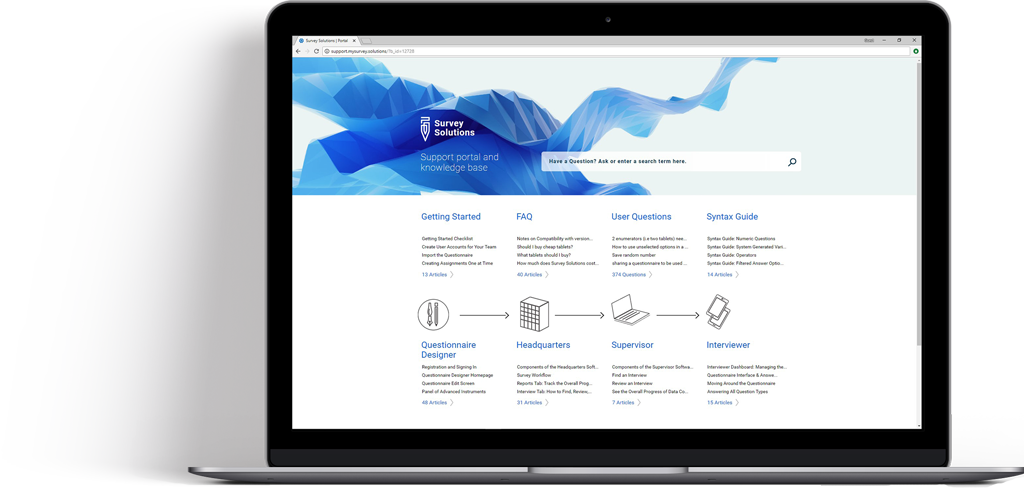 Survey Solutions | Portal
support.mysurvey.solutions/?b_id=12728
Survey
Solutions
Support portal and
knowledge base
Have a Question? Ask or enter a search term here.
Getting Started
FAQ
User Questions
Syntax Guide
Getting Started Checklist
Create User Accounts for Your Team
Import the Questionnaire
Creating Assignments One at Time
13 Articles
Notes on Compatibility with version...
Should I buy cheap tablets?
What tablets should I buy?
How much does Survey Solutions cost...
40 Articles
2 enumerators (i.e two tablets) nee...
How to use unselected options in a ...
Save random number
sharing a questionnaire to be used ...
374 Questions
Syntax Guide: Numeric Questions
Syntax Guide: System Generated Vari...
Syntax Guide: Operators
Syntax Guide: Filtered Answer Optio...
14 Articles
Questionnaire
Designer
Headquarters
Supervisor
Interviewer
Registration and Signing In
Questionnaire Designer Homepage
Questionnaire Edit Screen
Panel of Advanced Instruments
48 Articles
Components of the Headquarters Soft...
Survey Workflow
Reports Tab: Track the Overall Prog...
Interview Tab: How to Find, Review,...
31 Articles
Components of the Supervisor Softwa...
Find an Interview
Review an Interview
See the Overall Progress of Data Co...
7 Articles
Interviewer Dashboard: Managing the...
Questionnaire Interface & Answe...
Moving Around the Questionnaire
Answering All Question Types
15 Articles